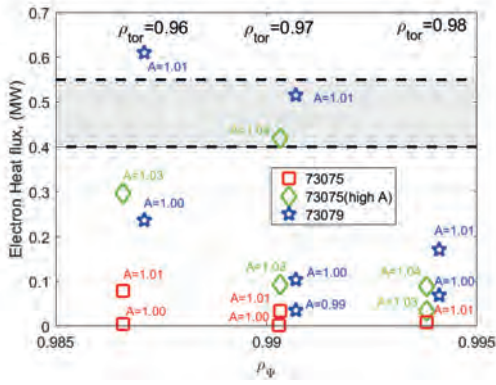 0.7
ρtor=0.96
ρtor=0.97
ρtor=0.98
A=1.01
0.6
A=1.01
0.5
A=1.04
0.4
73075
73075(high A)
73079
A=1.03
0.3
A=1.00
A=1.01
0.2
A=1.03
A=1.00
A=1.04
A=1.00
A=1.01
0.1
A=1.01
A=0.99
A=1.03
A=1.01
A=1.00
A=1.00
0
0.985
0.99
0.995
ρΨ
Electron Heat flux, (MW)